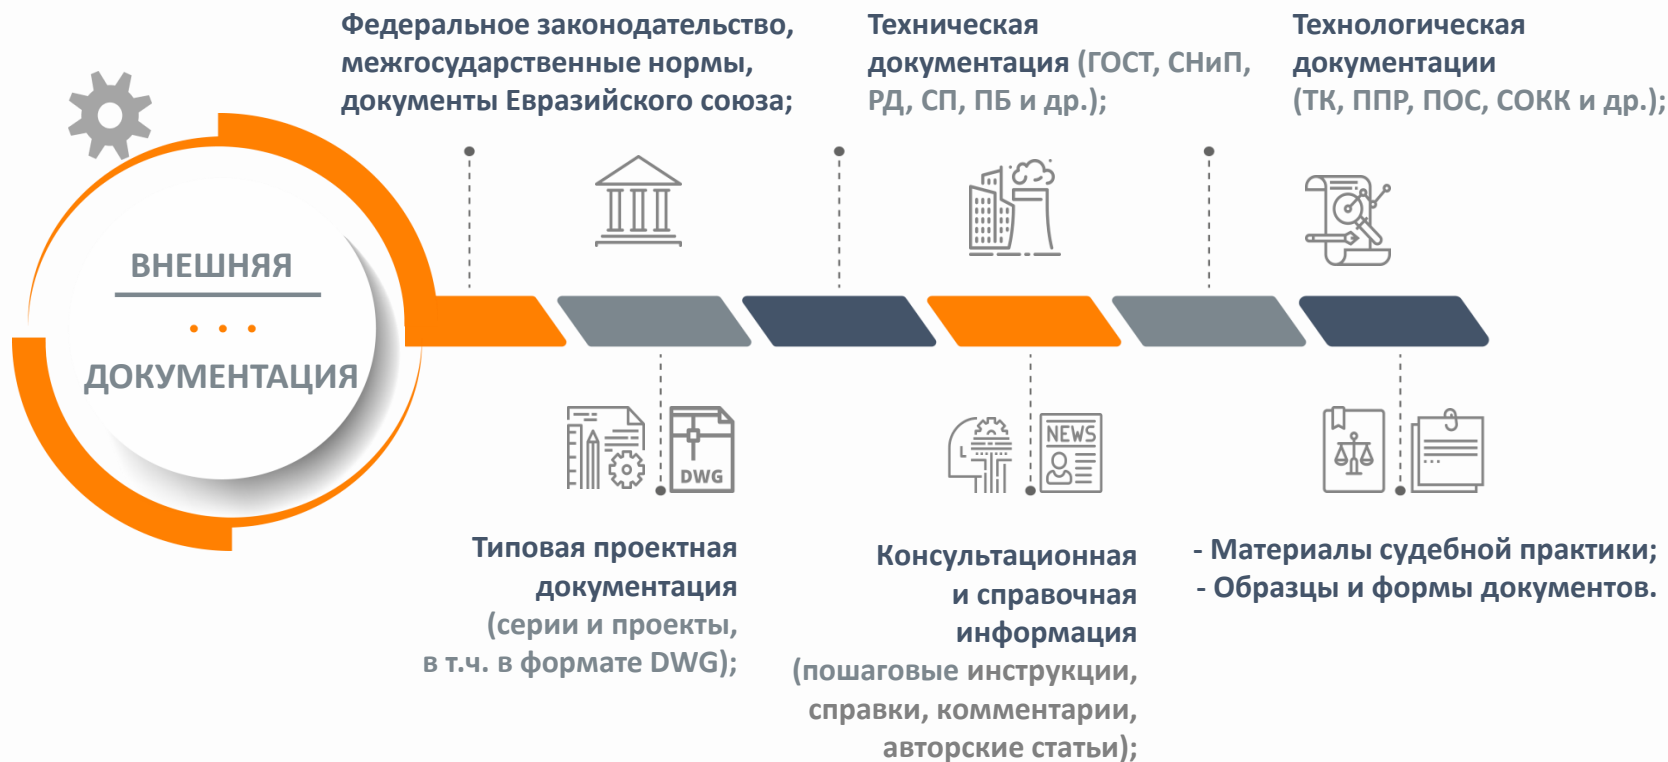 ВНЕШНЯЯ
ДОКУМЕНТАЦИЯ
Федеральное законодательство,
межгосударственные нормы,
документы Евразийского союза;
Техническая
документация (ГОСТ, СНиП,
РД, СП, ПБ и др.);
Технологическая
документации
(ТК, ППР, ПОС, СОКК и др.);
DWG
NEWS
Типовая проектная
документация
(серии и проекты,
в т.ч. в формате DWG);
Консультационная
и справочная
информация
(пошаговые инструкции,
справки, комментарии,
авторские статьи);
- Материалы судебной практики;
- Образцы и формы документов.